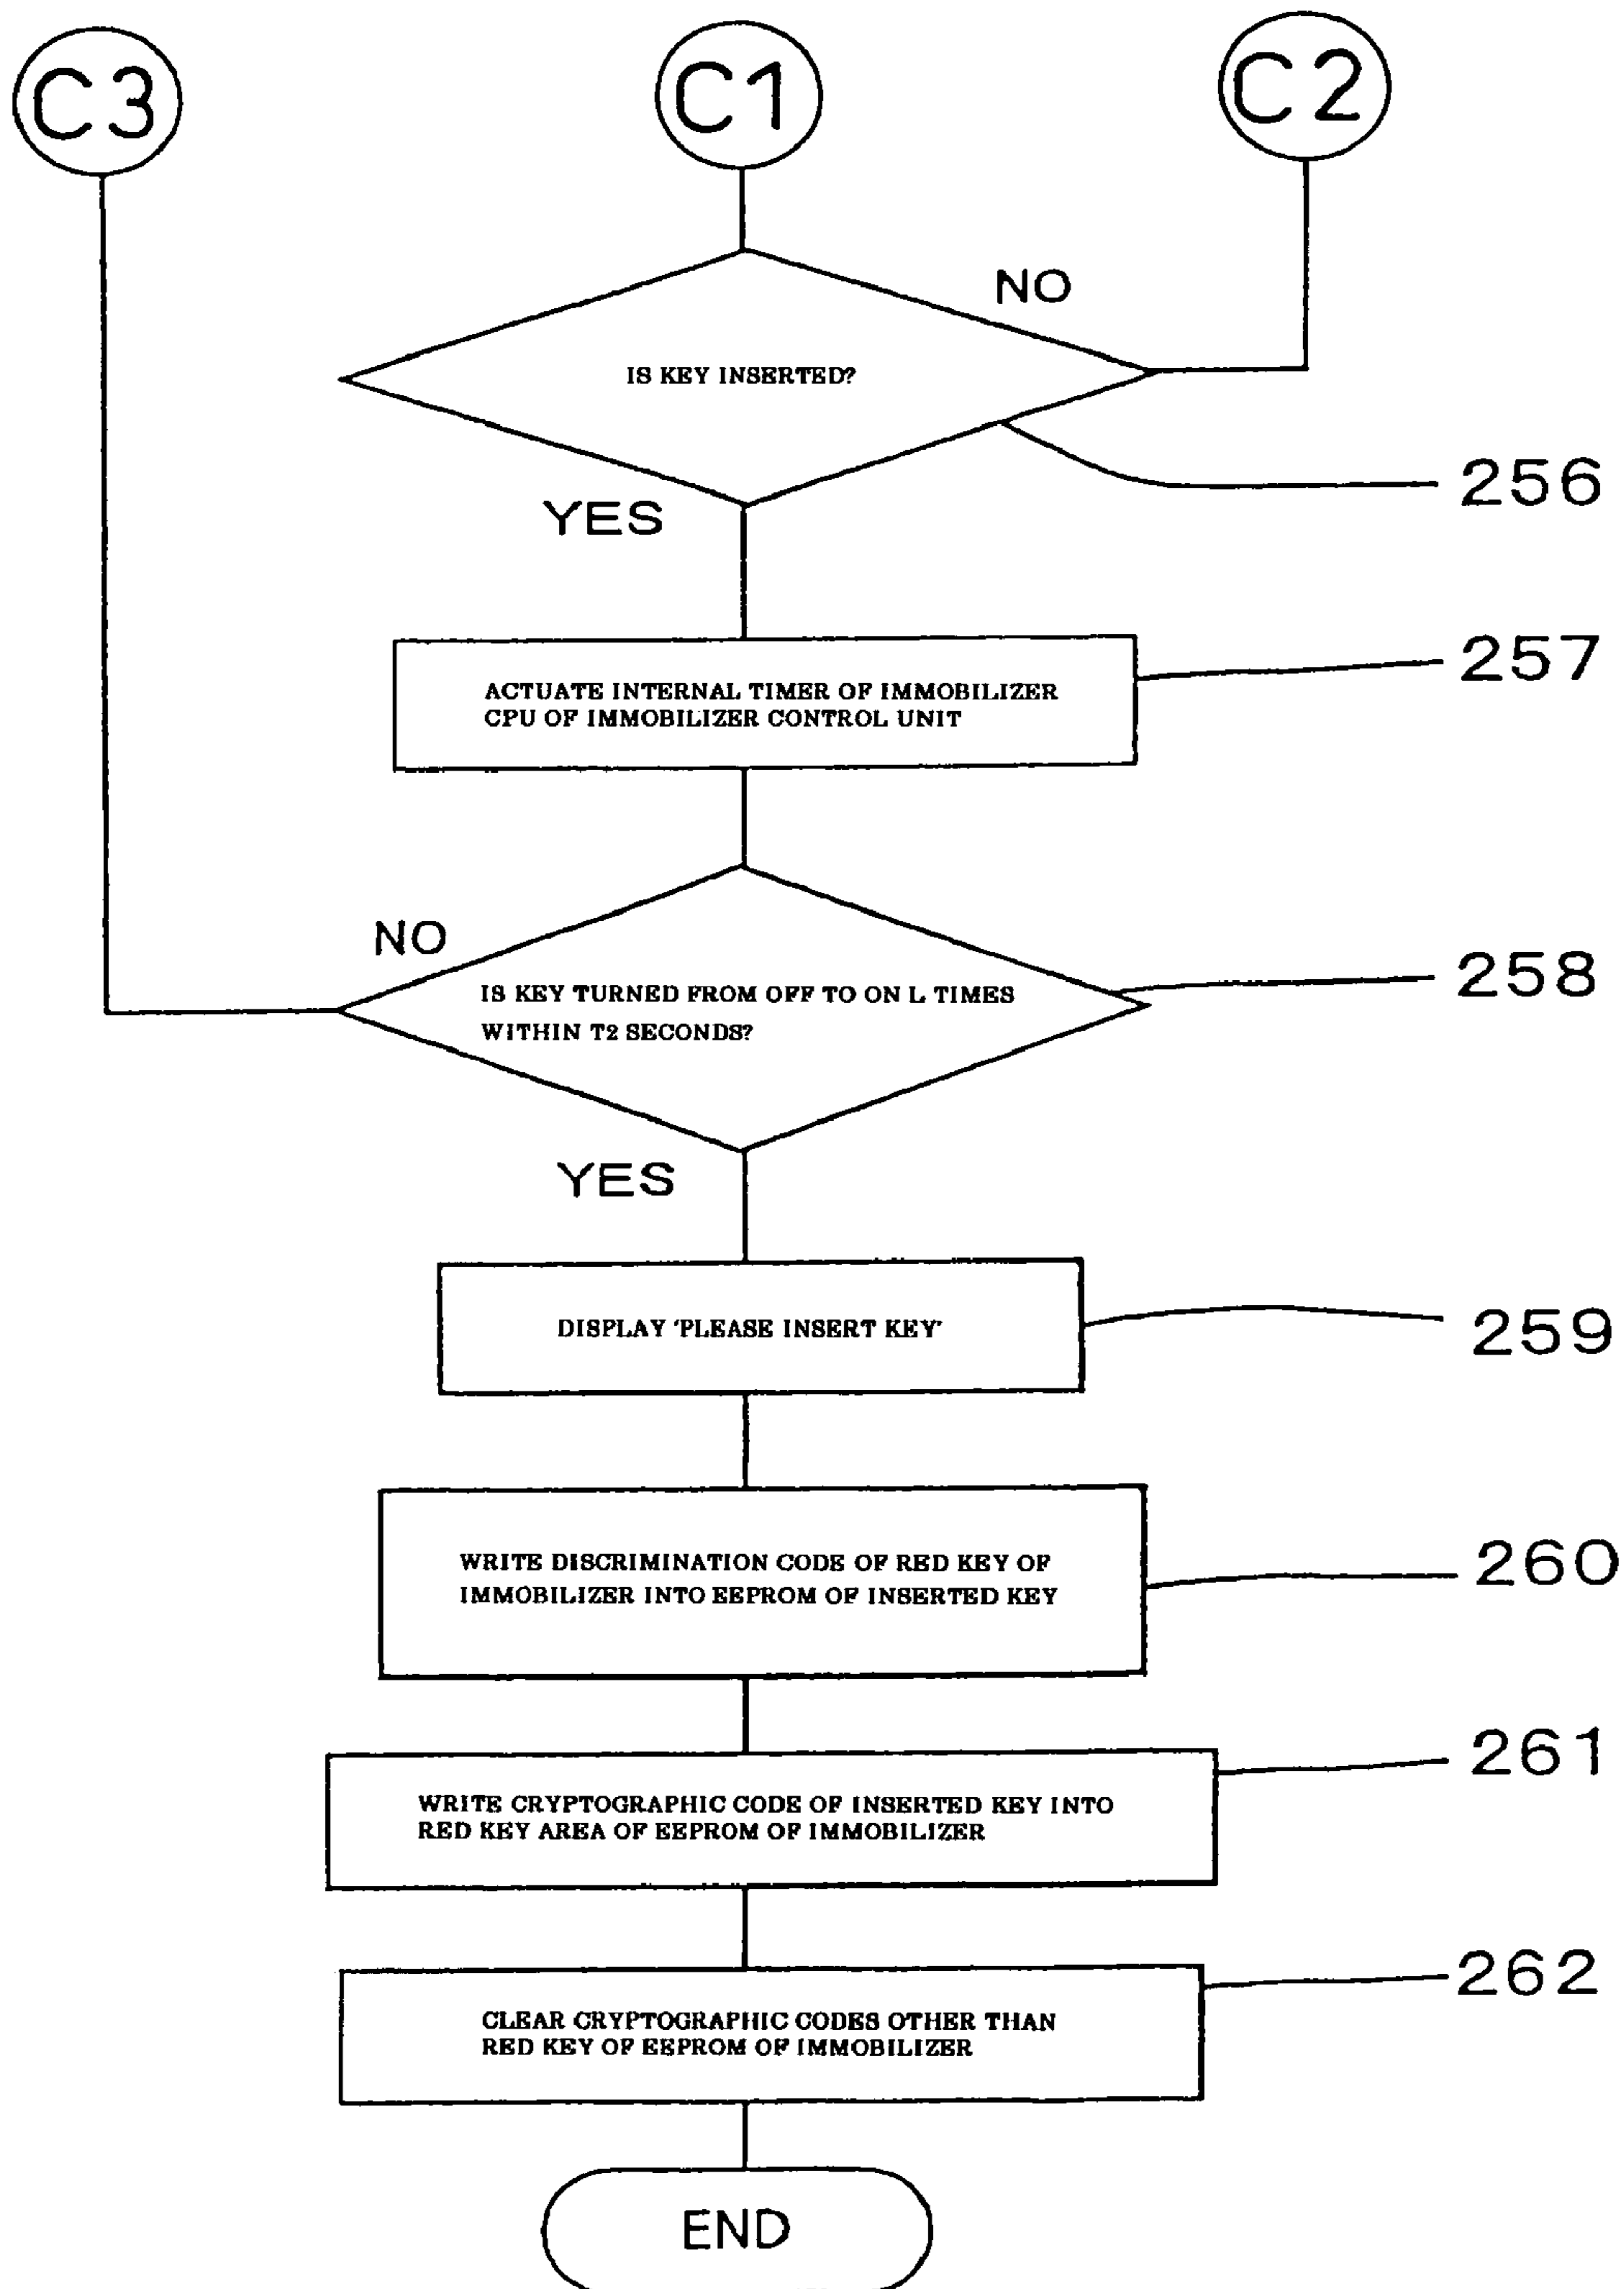 C3
C1
C2
NO
IS KEY INSERTED?
256
YES
257
ACTUATE INTERNAL TIMER OF IMMOBILIZER
CPU OF IMMOBILIZER CONTROL UNIT
NO
258
IS KEY TURNED FROM OFF TO ON L TIMES
WITHIN T2 SECONDS?
YES
DISPLAY 'PLEASE INSERT KEY'
259
WRITE DISCRIMINATION CODE OF RED KEY OF
IMMOBILIZER INTO EEPROM OF INSERTED KEY
260
261
WRITE CRYPTOGRAPHIC CODE OF INSERTED KEY INTO
RED KEY AREA OF EEPROM OF IMMOBILIZER
262
CLEAR CRYPTOGRAPHIC CODES OTHER THAN
RED KEY OF EEPROM OF IMMOBILIZER
END